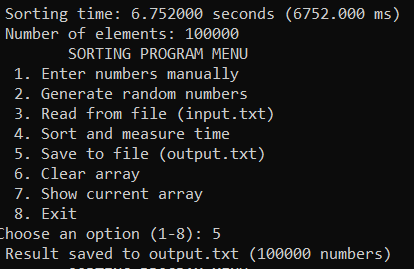 Sorting time: 6.752000 seconds (6752.000 ms)
Number of elements: 100000
SORTING PROGRAM MENU
1. Enter numbers manually
2. Generate random numbers
3. Read from file (input.txt)
4. Sort and measure time
5. Save to file (output.txt)
6. Clear array
7. Show current array
8. Exit
Choose an option (1-8): 5
Result saved to output.txt (100000 numbers)